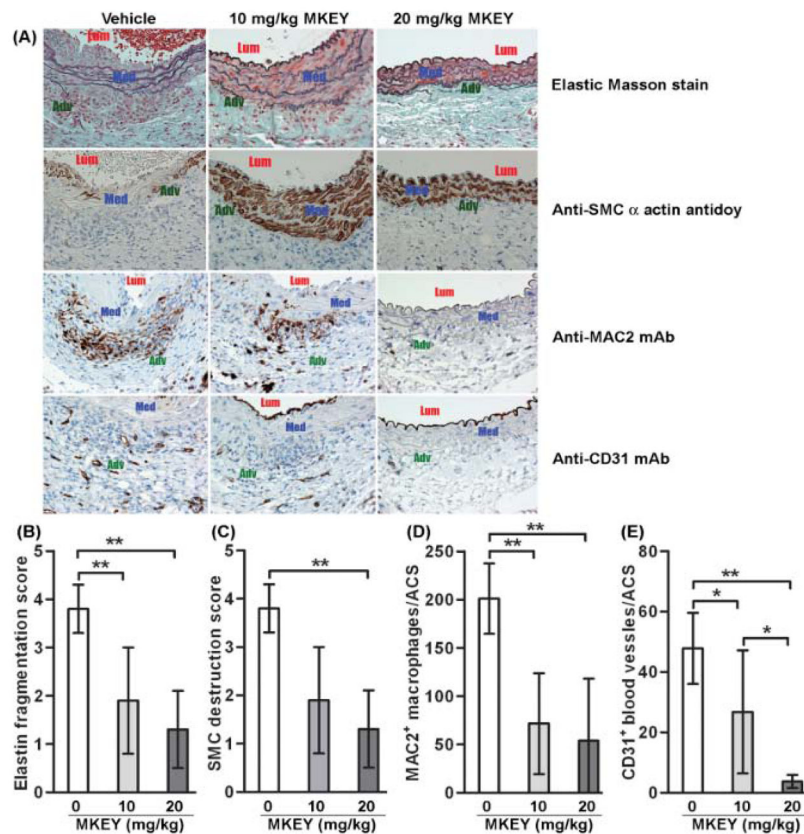 Vehicle 10 mg/kg MKEY 20 mg/kg MKEY
(A)
Lum Med Adv
Lum Med Adv
Lum Med Adv
Elastic Masson stain
Lum Med Adv
Lum Adv Med
Lum Med Adv
Anti-SMC α actin antidoy
Lum Med Adv
Lum Med Adv
Lum Med Adv
Anti-MAC2 mAb
Med Adv
Lum Med Adv
Lum Med Adv
Anti-CD31 mAb
(B)
Elastin fragmentation score
5
4
3
2
1
0
**
**
0 10 20
MKEY (mg/kg)
(C)
SMC destruction score
5
4
3
2
1
0
**
0 10 20
MKEY (mg/kg)
(D)
MAC2+ macrophages/ACS
250
200
150
100
50
0
**
**
0 10 20
MKEY (mg/kg)
(E)
CD31+ blood vessles/ACS
80
60
40
20
0
**
*
*
0 10 20
MKEY (mg/kg)